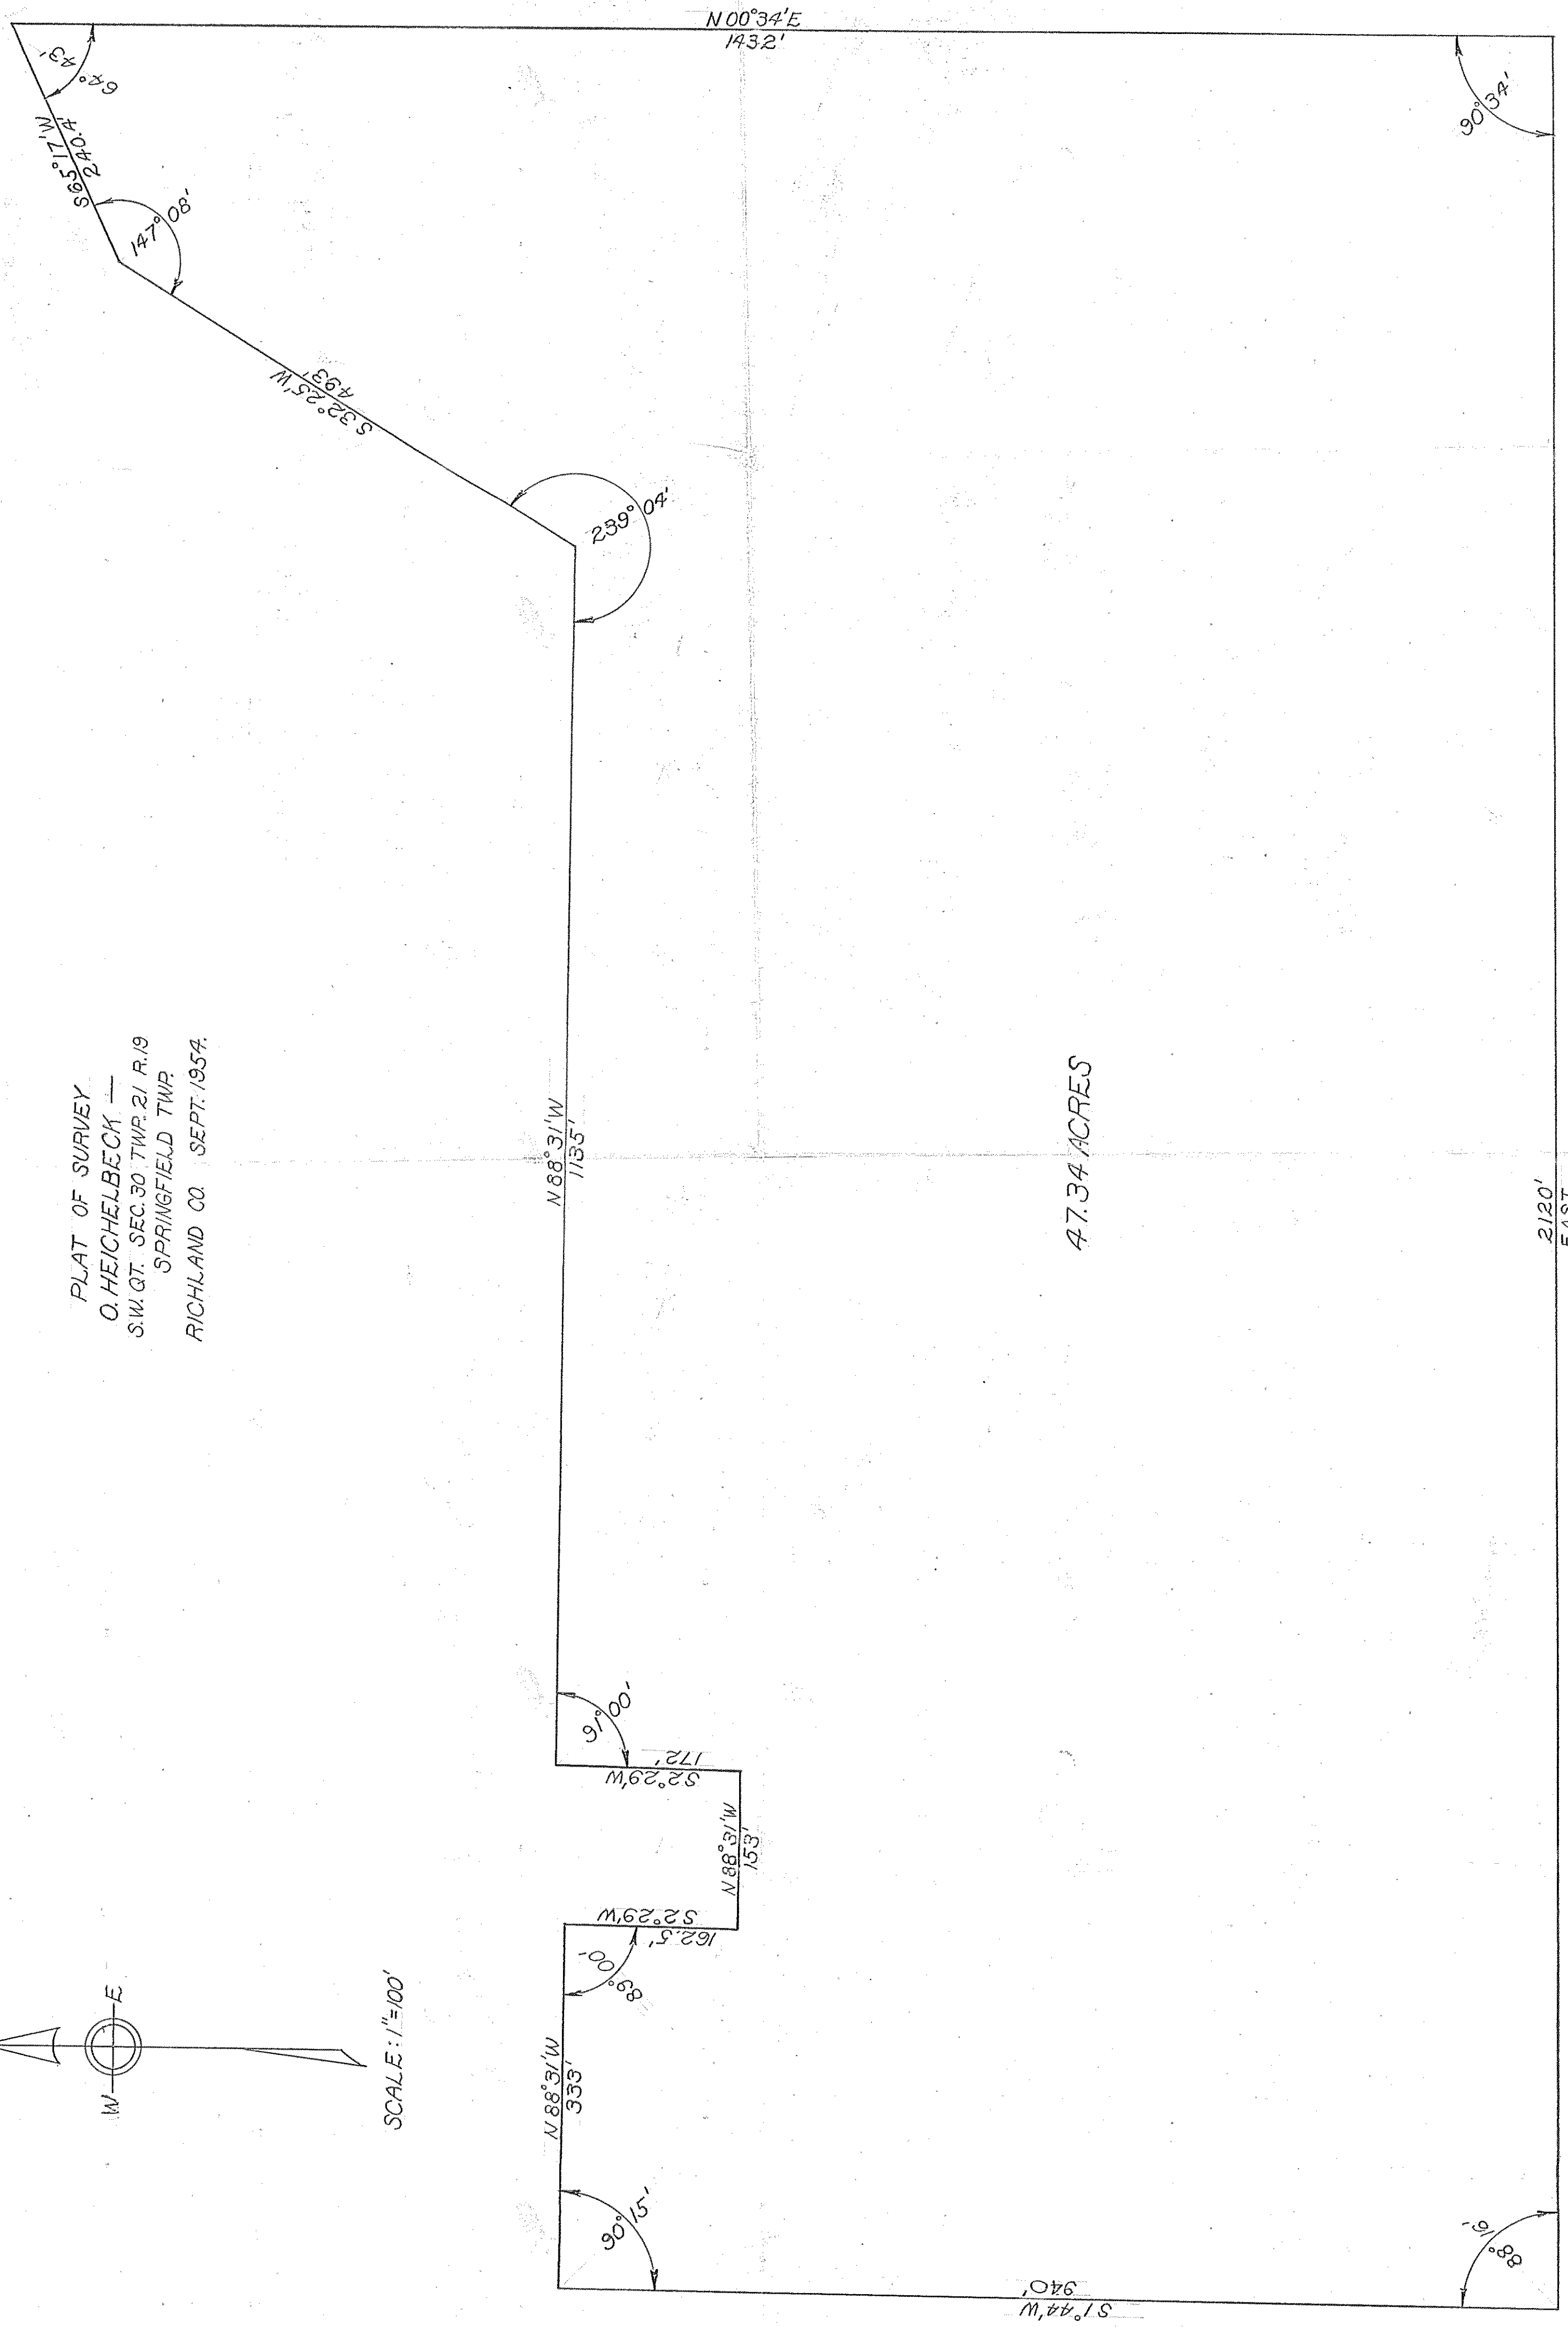 PLAT OF SURVEY
O. HEICHELBECK —
S.W. QT. SEC. 30 TWP. 21 R. 19
SPRINGFIELD TWP.
RICHLAND CO. SEPT. 1954.
W E
SCALE: 1"=100'
N 00°34'E
1432'
64°43'
S65°17'W
240.4'
147°08'
S32°25'W
493'
239°04'
N88°31'W
1135'
91°00'
172'
S2°29'W
N88°31'W
153'
S2°29'W
162.5'
89°00'
N88°31'W
333'
90°15'
940'
S1°44'W
88°16'
2120'
EAST
90°34'
47.34 ACRES